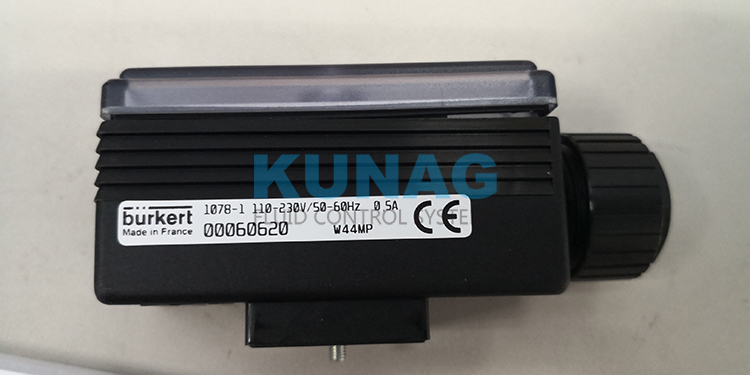 KUNAG
FLUID CONTROL SYSTE
bürkert
Made in France
1078-1 110-230V/50-60Hz 0 5A
00060620
W44MP
CE